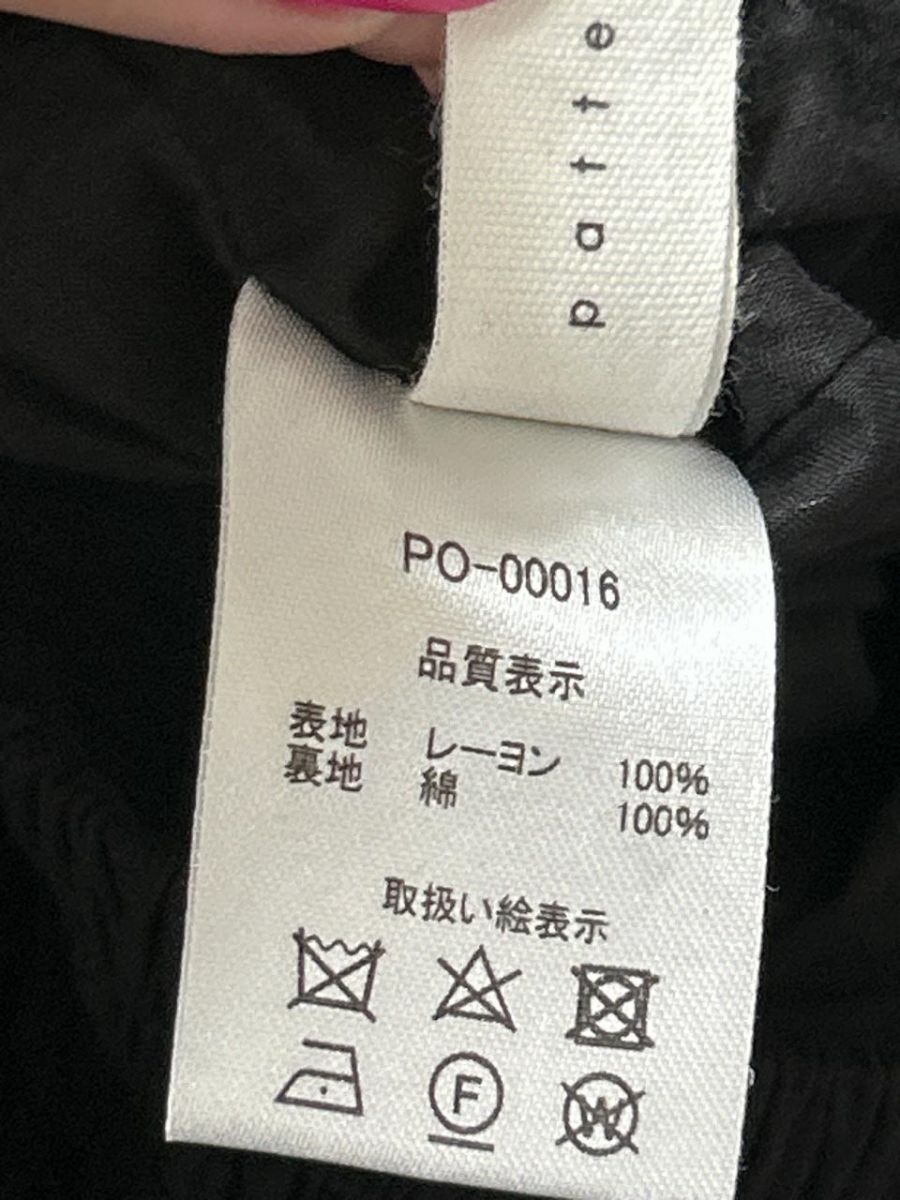 patte
PO-00016
品質表示
表地 レーヨン 100%
裏地 綿 100%
取扱い絵表示
F
W